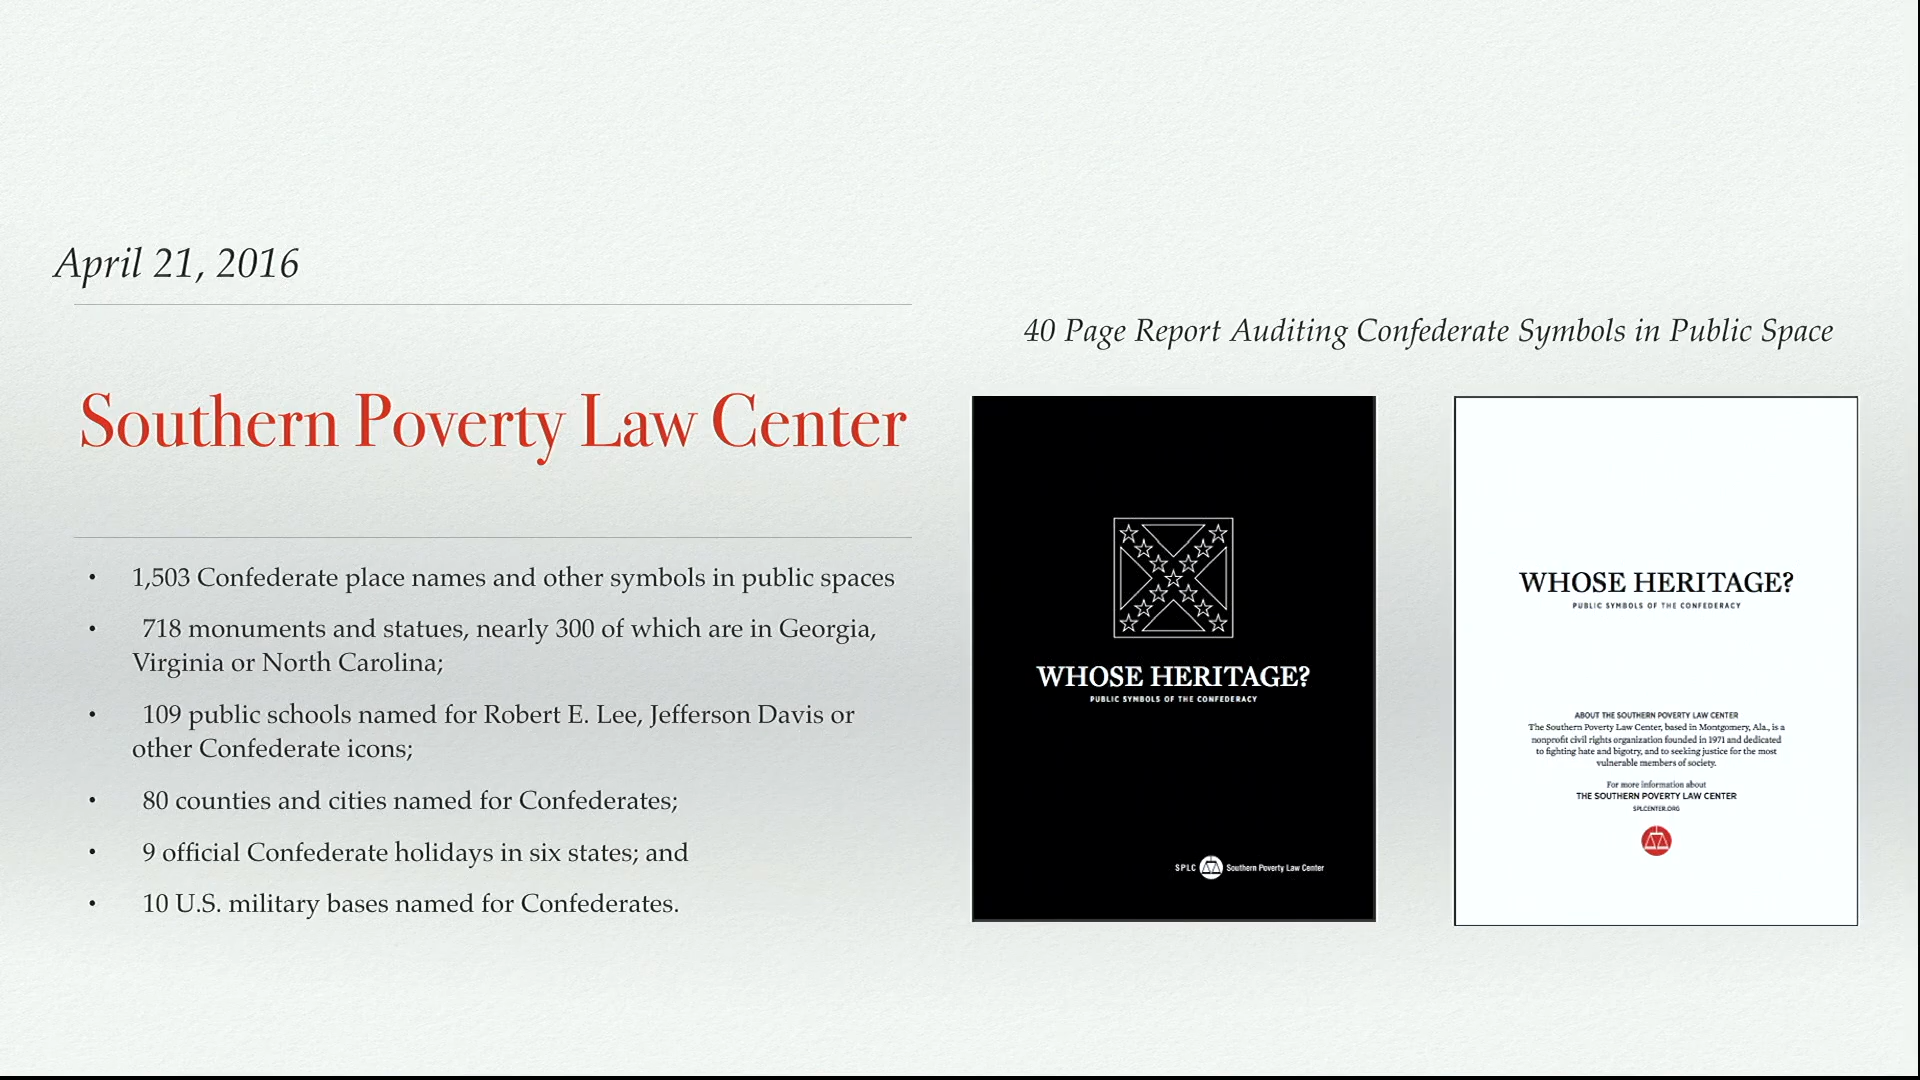 April 21, 2016
Southern Poverty Law Center
• 1,503 Confederate place names and other symbols in public spaces
• 718 monuments and statues, nearly 300 of which are in Georgia,
Virginia or North Carolina;
• 109 public schools named for Robert E. Lee, Jefferson Davis or
other Confederate icons;
• 80 counties and cities named for Confederates;
• 9 official Confederate holidays in six states; and
• 10 U.S. military bases named for Confederates.
40 Page Report Auditing Confederate Symbols in Public Space
WHOSE HERITAGE?
PUBLIC SYMBOLS OF THE CONFEDERACY
SPLC Southern Poverty Law Center
WHOSE HERITAGE?
PUBLIC SYMBOLS OF THE CONFEDERACY
ABOUT THE SOUTHERN POVERTY LAW CENTER
The Southern Poverty Law Center, based in Montgomery, Ala., is a
nonprofit civil rights organization founded in 1971 and dedicated
to fighting hate and bigotry, and to seeking justice for the most
vulnerable members of society.
For more information about
THE SOUTHERN POVERTY LAW CENTER
SPLCENTER.ORG